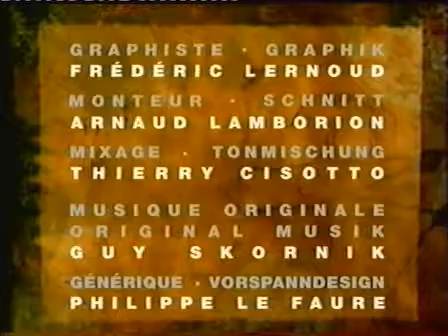 GRAPHISTE · GRAPHIK
FRÉDÉRIC LERNOUD
MONTEUR · SCHNITT
ARNAUD LAMBORION
MIXAGE · TONMISCHUNG
THIERRY CISOTTO
MUSIQUE ORIGINALE
ORIGINAL MUSIK
GUY SKORNIK
GÉNÉRIQUE · VORSPANNDESIGN
PHILIPPE LE FAURE